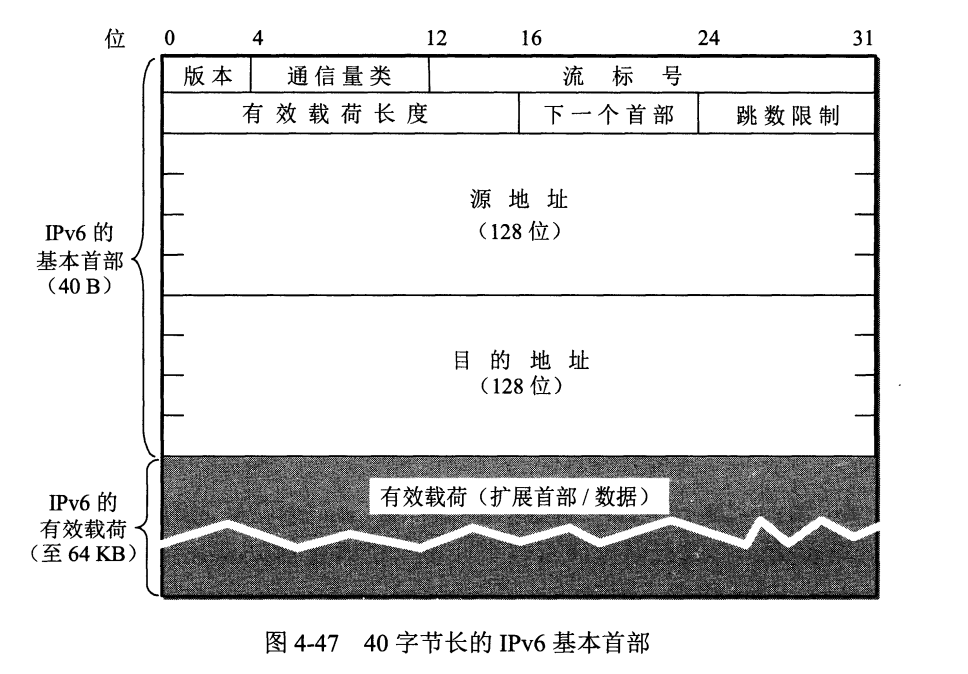 位 0 4 12 16 24 31
版本 通信量类 流 标 号
有 效 载 荷 长 度 下一个首部 跳数限制
源 地 址
（128 位）
IPv6 的
基本首部
（40 B）
目 的 地 址
（128 位）
有效载荷（扩展首部 / 数据）
IPv6 的
有效载荷
（至 64 KB）
图 4-47 40 字节长的 IPv6 基本首部